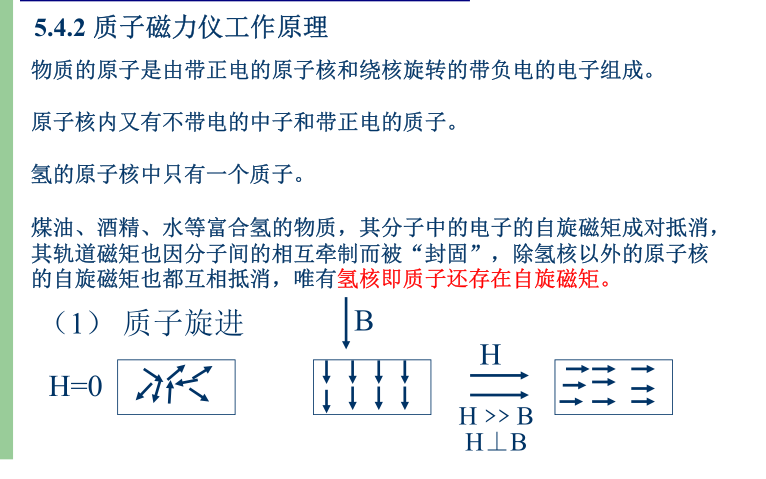 5.4.2 质子磁力仪工作原理
物质的原子是由带正电的原子核和绕核旋转的带负电的电子组成。
原子核内又有不带电的中子和带正电的质子。
氢的原子核中只有一个质子。
煤油、酒精、水等富含氢的物质，其分子中的电子的自旋磁矩成对抵消，
其轨道磁矩也因分子间的相互牵制而被“封固”，除氢核以外的原子核
的自旋磁矩也都互相抵消，唯有氢核即质子还存在自旋磁矩。
（1） 质子旋进
B
H
H=0
H >> B
H⊥B